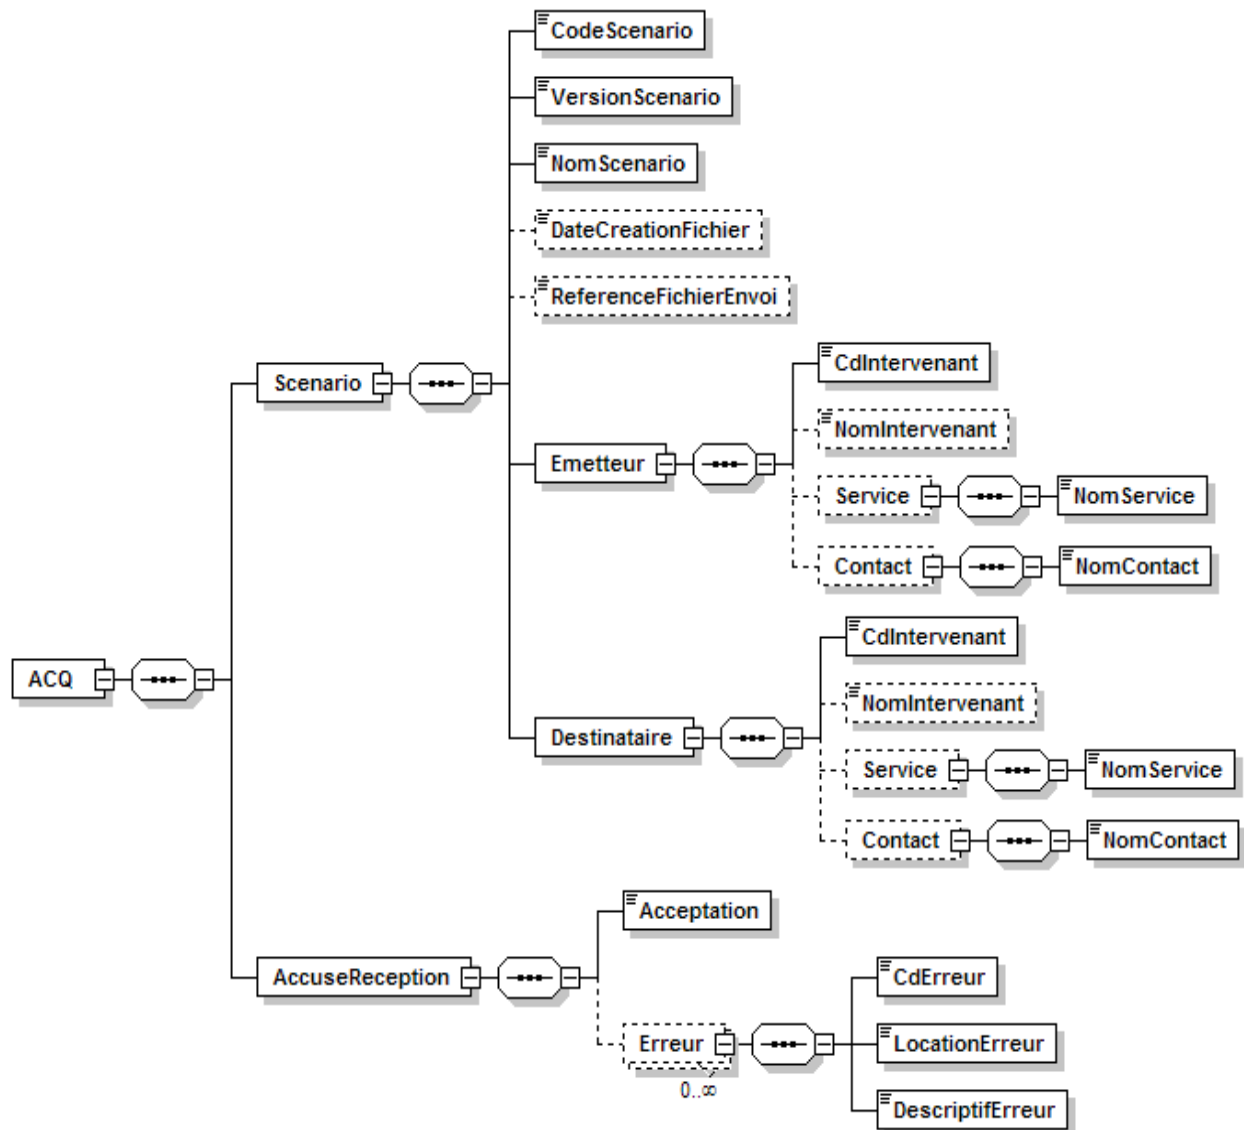 CodeScenario
VersionScenario
NomScenario
DateCreationFichier
ReferenceFichierEnvoi
Scenario
CdIntervenant
NomIntervenant
Emetteur
Service
NomService
Contact
NomContact
CdIntervenant
ACQ
NomIntervenant
Destinataire
Service
NomService
Contact
NomContact
Acceptation
AccuseReception
CdErreur
Erreur
LocationErreur
0..∞
DescriptifErreur